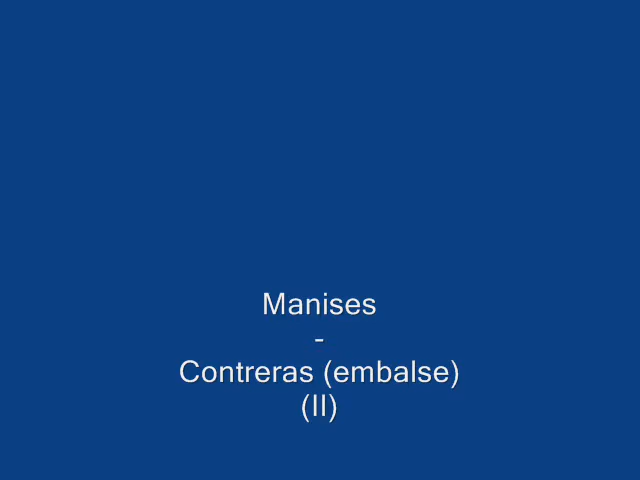 Manises
-
Contreras (embalse)
(II)